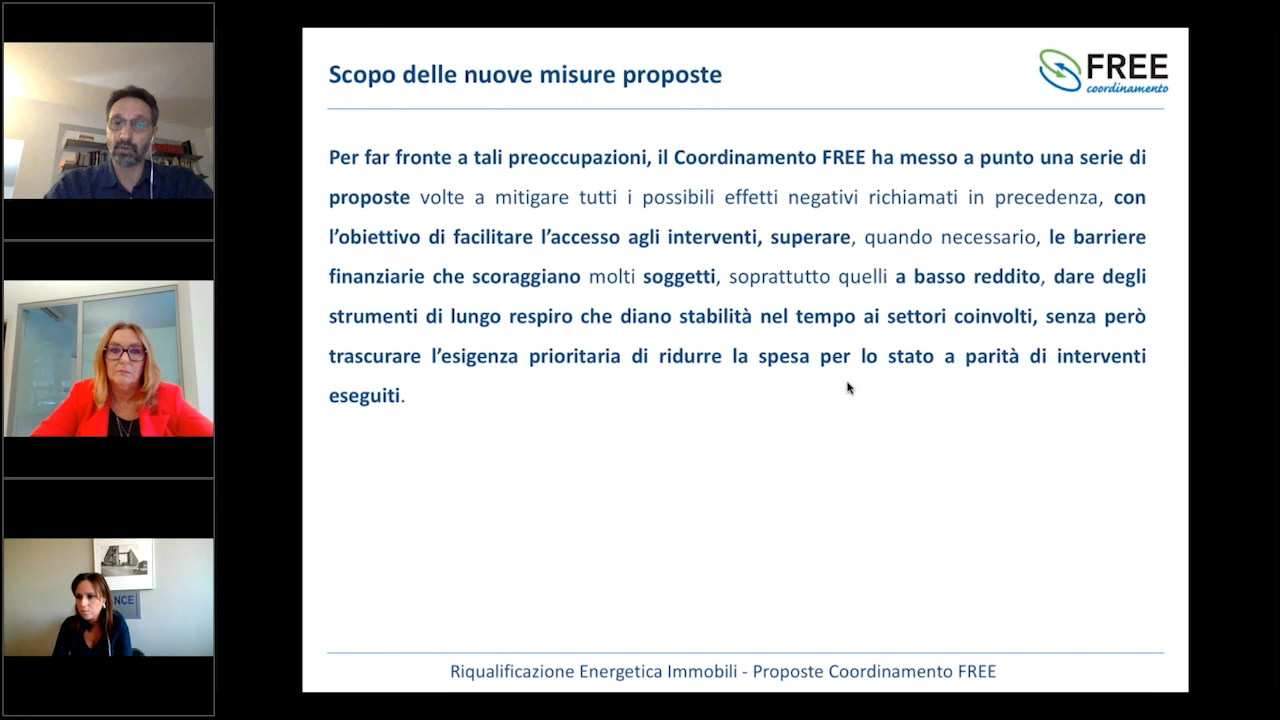 Scopo delle nuove misure proposte
FREE
coordinamento
Per far fronte a tali preoccupazioni, il Coordinamento FREE ha messo a punto una serie di
proposte volte a mitigare tutti i possibili effetti negativi richiamati in precedenza, con
l’obiettivo di facilitare l’accesso agli interventi, superare, quando necessario, le barriere
finanziarie che scoraggiano molti soggetti, soprattutto quelli a basso reddito, dare degli
strumenti di lungo respiro che diano stabilità nel tempo ai settori coinvolti, senza però
trascurare l’esigenza prioritaria di ridurre la spesa per lo stato a parità di interventi
eseguiti.
NCE
Riqualificazione Energetica Immobili - Proposte Coordinamento FREE